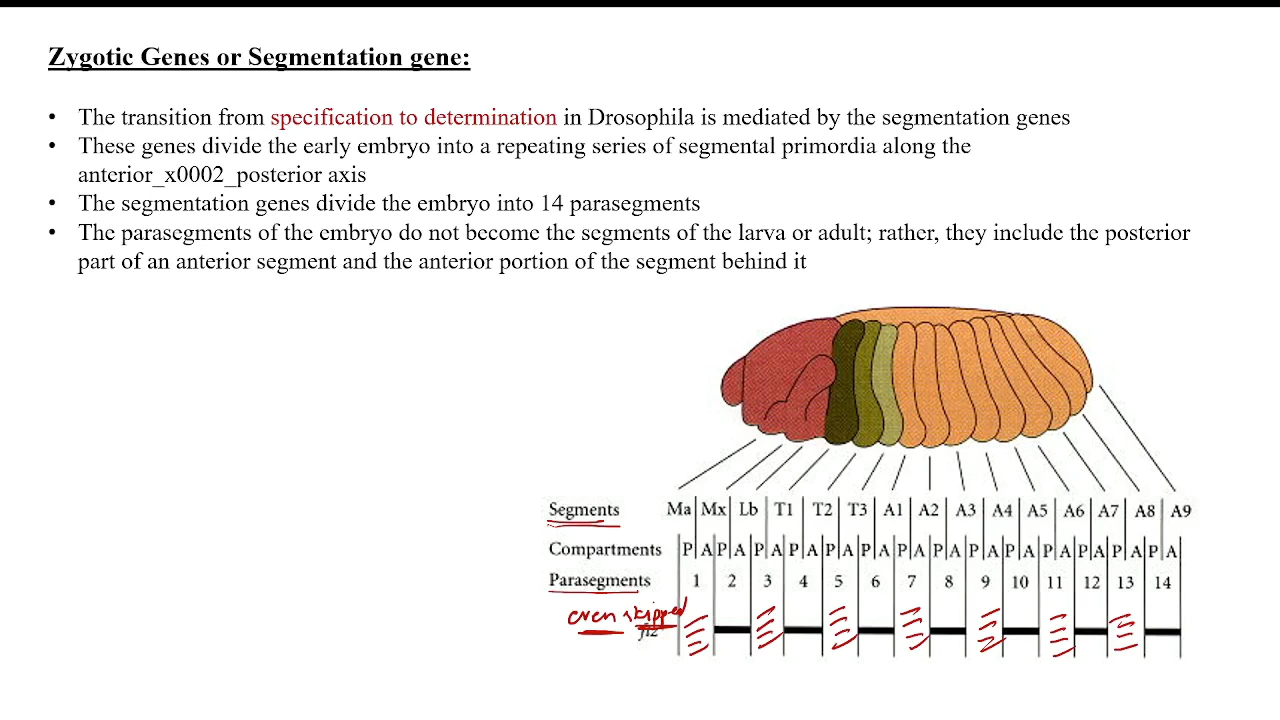 Zygotic Genes or Segmentation gene:
• The transition from specification to determination in Drosophila is mediated by the segmentation genes
• These genes divide the early embryo into a repeating series of segmental primordia along the
anterior_x0002_posterior axis
• The segmentation genes divide the embryo into 14 parasegments
• The parasegments of the embryo do not become the segments of the larva or adult; rather, they include the posterior
part of an anterior segment and the anterior portion of the segment behind it
Segments Ma Mx Lb T1 T2 T3 A1 A2 A3 A4 A5 A6 A7 A8 A9
Compartments P A P A P A P A P A P A P A P A P A P A P A P A P A P A
Parasegments 1 2 3 4 5 6 7 8 9 10 11 12 13 14
even skipped
ftz